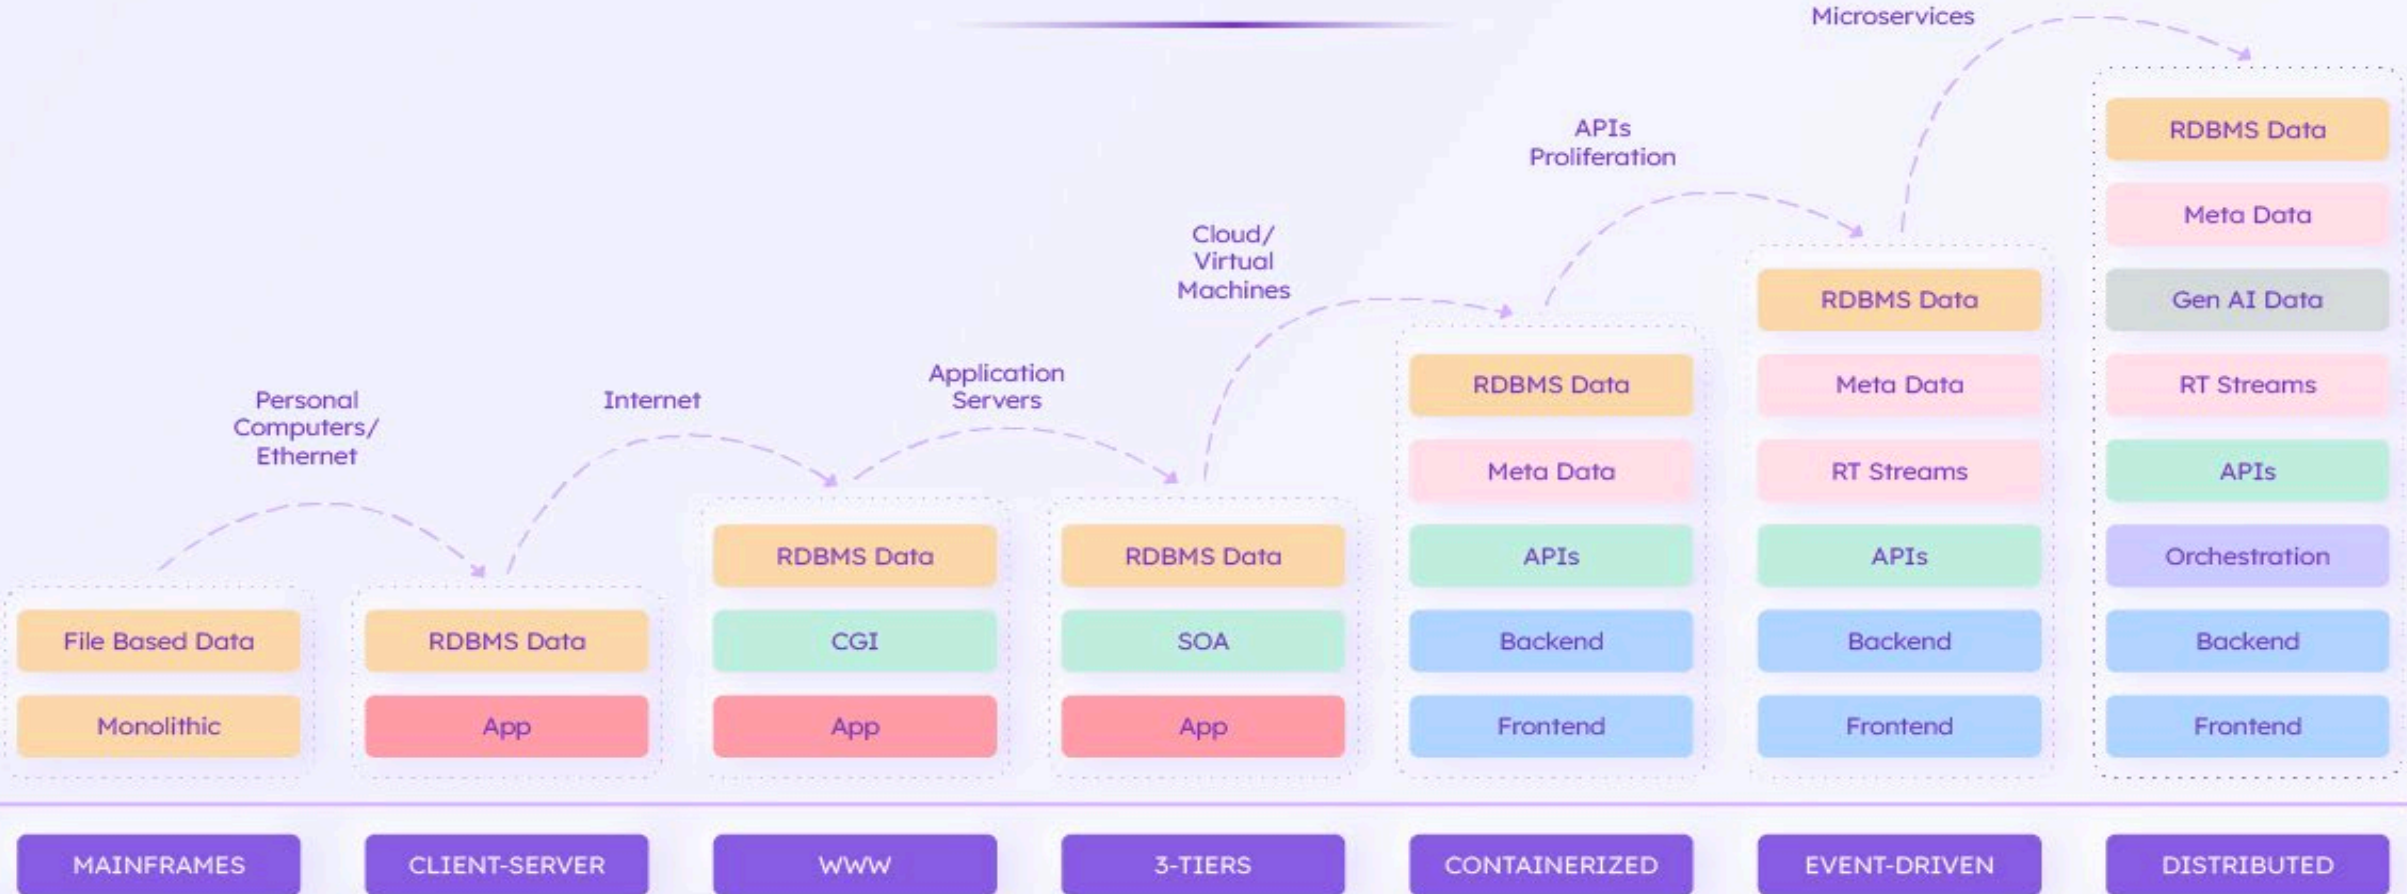 Microservices
APIs
Proliferation
Cloud/
Virtual
Machines
Application
Servers
Internet
Personal
Computers/
Ethernet
File Based Data
Monolithic
MAINFRAMES
RDBMS Data
App
CLIENT-SERVER
RDBMS Data
CGI
App
WWW
RDBMS Data
SOA
App
3-TIERS
RDBMS Data
Meta Data
APIs
Backend
Frontend
CONTAINERIZED
RDBMS Data
Meta Data
RT Streams
APIs
Backend
Frontend
EVENT-DRIVEN
RDBMS Data
Meta Data
Gen AI Data
RT Streams
APIs
Orchestration
Backend
Frontend
DISTRIBUTED